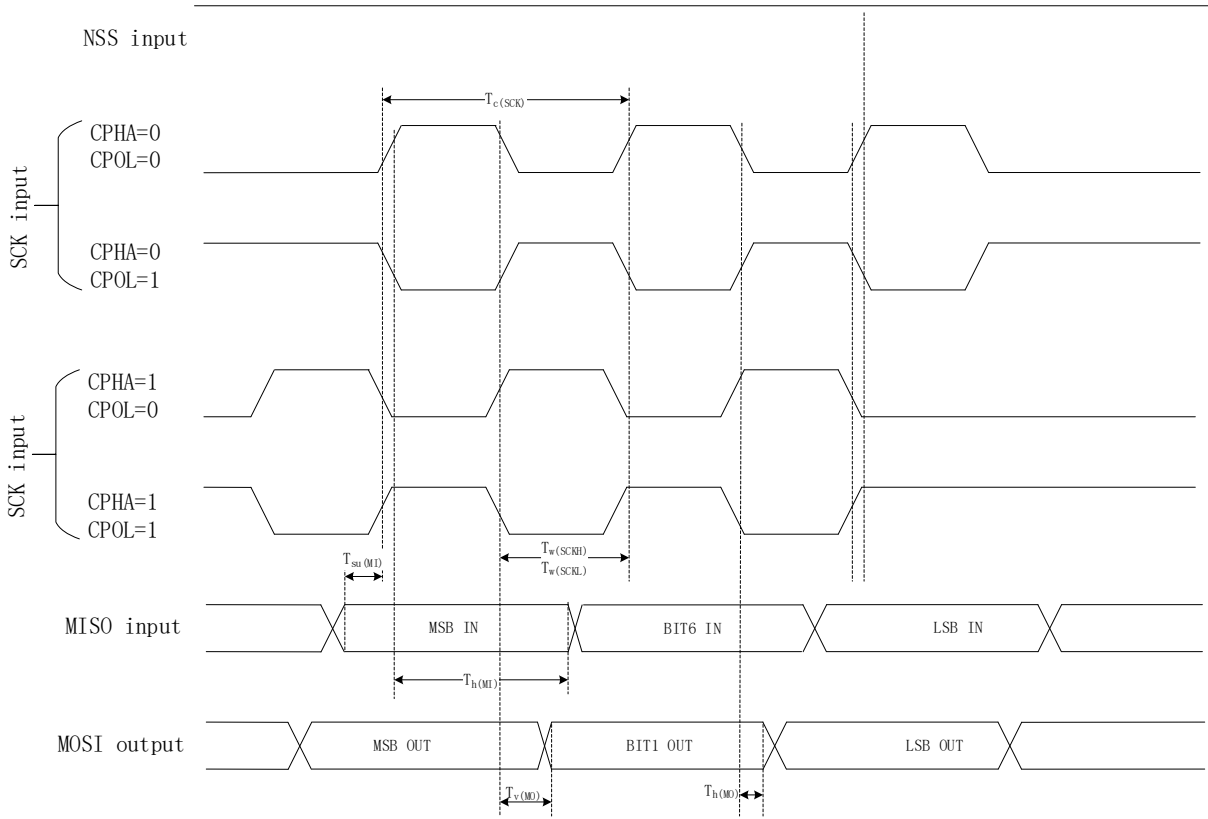 NSS input
Tc(SCK)
SCK input
CPHA=0
CPOL=0
CPHA=0
CPOL=1
SCK input
CPHA=1
CPOL=0
CPHA=1
CPOL=1
Tsu(MI)
Tw(SCKH)
Tw(SCKL)
MISO input
MSB IN
BIT6 IN
LSB IN
Th(MI)
MOSI output
MSB OUT
BIT1 OUT
LSB OUT
Tv(MO)
Th(MO)